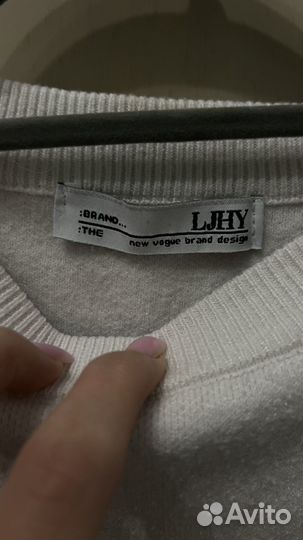 :BRAND... LJHY
:THE new vogue brand design
Avito